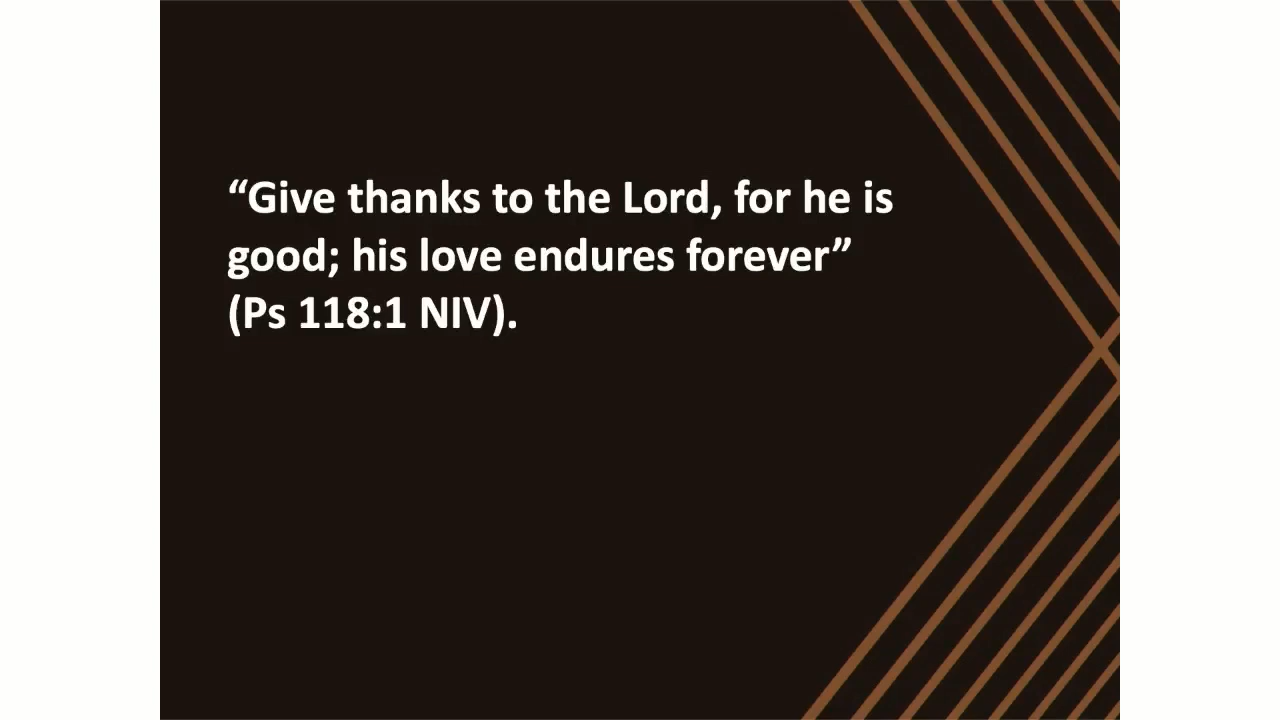 “Give thanks to the Lord, for he is
good; his love endures forever”
(Ps 118:1 NIV).